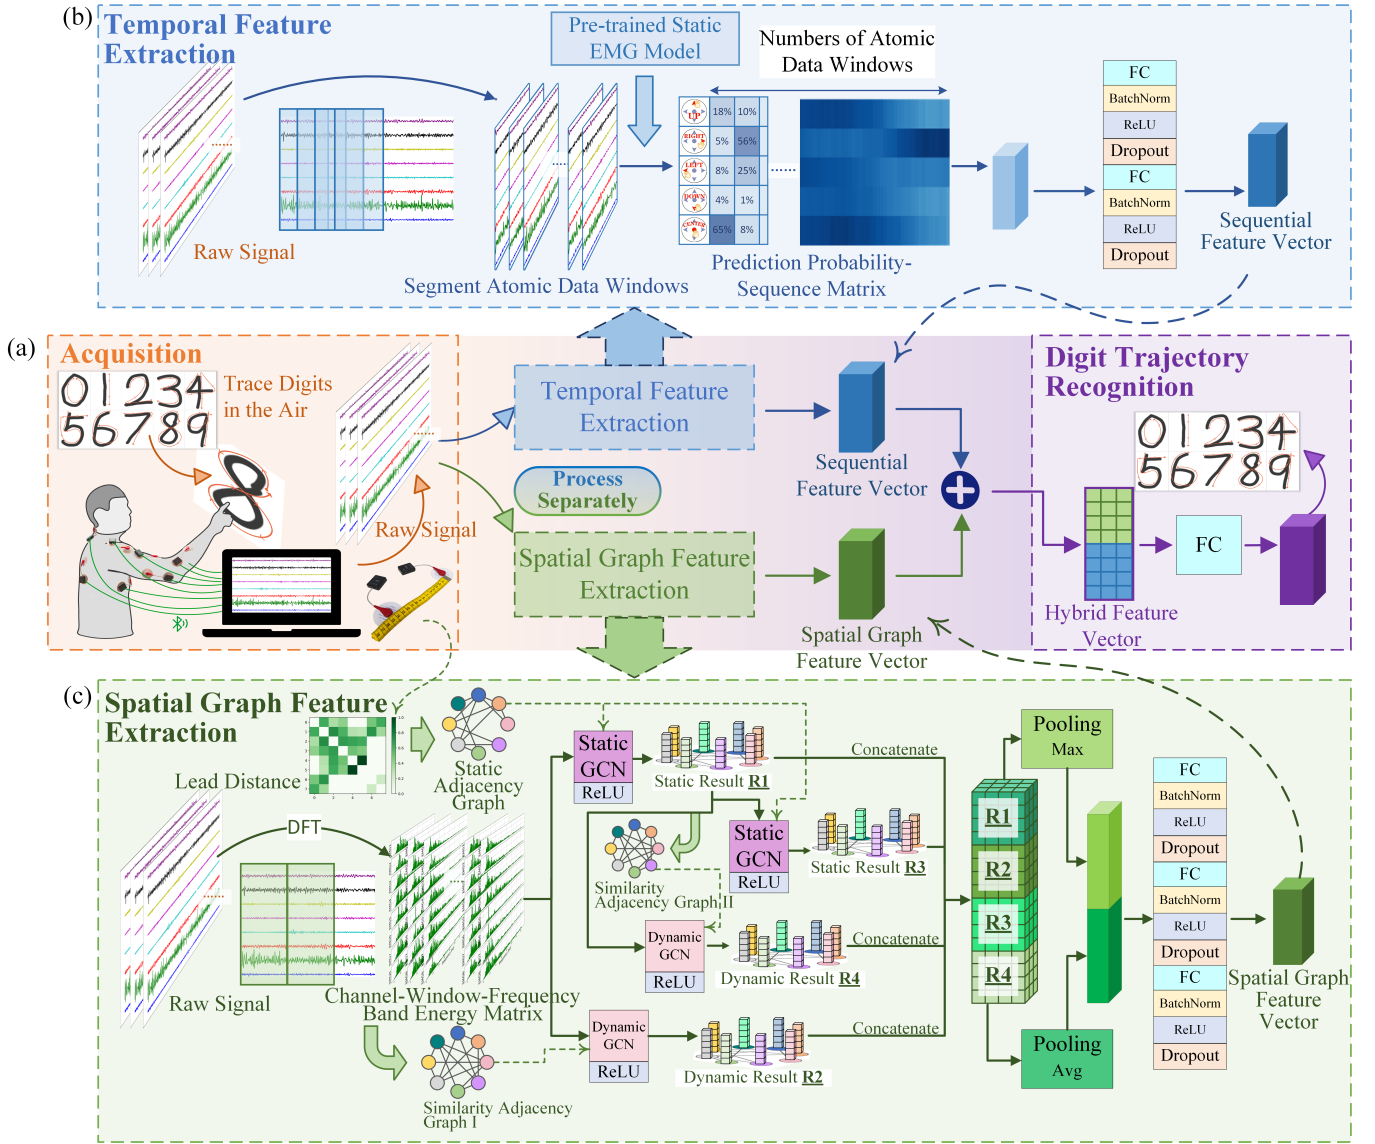 (b)
Temporal Feature
Extraction
Pre-trained Static
EMG Model
Numbers of Atomic
Data Windows
Raw Signal
Segment Atomic Data Windows
UP
RIGHT
LEFT
DOWN
CENTER
18% 10%
5% 56%
8% 25%
4% 1%
65% 8%
Prediction Probability-
Sequence Matrix
FC
BatchNorm
ReLU
Dropout
FC
BatchNorm
ReLU
Dropout
Sequential
Feature Vector
(a)
Acquisition
0 1 2 3 4
5 6 7 8 9
Trace Digits
in the Air
Raw Signal
Temporal Feature
Extraction
Process
Separately
Spatial Graph Feature
Extraction
Sequential
Feature Vector
Spatial Graph
Feature Vector
Digit Trajectory
Recognition
0 1 2 3 4
5 6 7 8 9
FC
Hybrid Feature
Vector
(c)
Spatial Graph Feature
Extraction
Lead Distance
Static
Adjacency
Graph
DFT
Raw Signal
Channel-Window-Frequency
Band Energy Matrix
Similarity Adjacency
Graph I
Static
GCN
ReLU
Static Result R1
Similarity
Adjacency Graph II
Static
GCN
ReLU
Static Result R3
Dynamic
GCN
ReLU
Dynamic Result R4
Dynamic
GCN
ReLU
Dynamic Result R2
Concatenate
Concatenate
Concatenate
Concatenate
R1
R2
R3
R4
Pooling
Max
Pooling
Avg
FC
BatchNorm
ReLU
Dropout
FC
BatchNorm
ReLU
Dropout
FC
BatchNorm
ReLU
Dropout
Spatial Graph
Feature
Vector